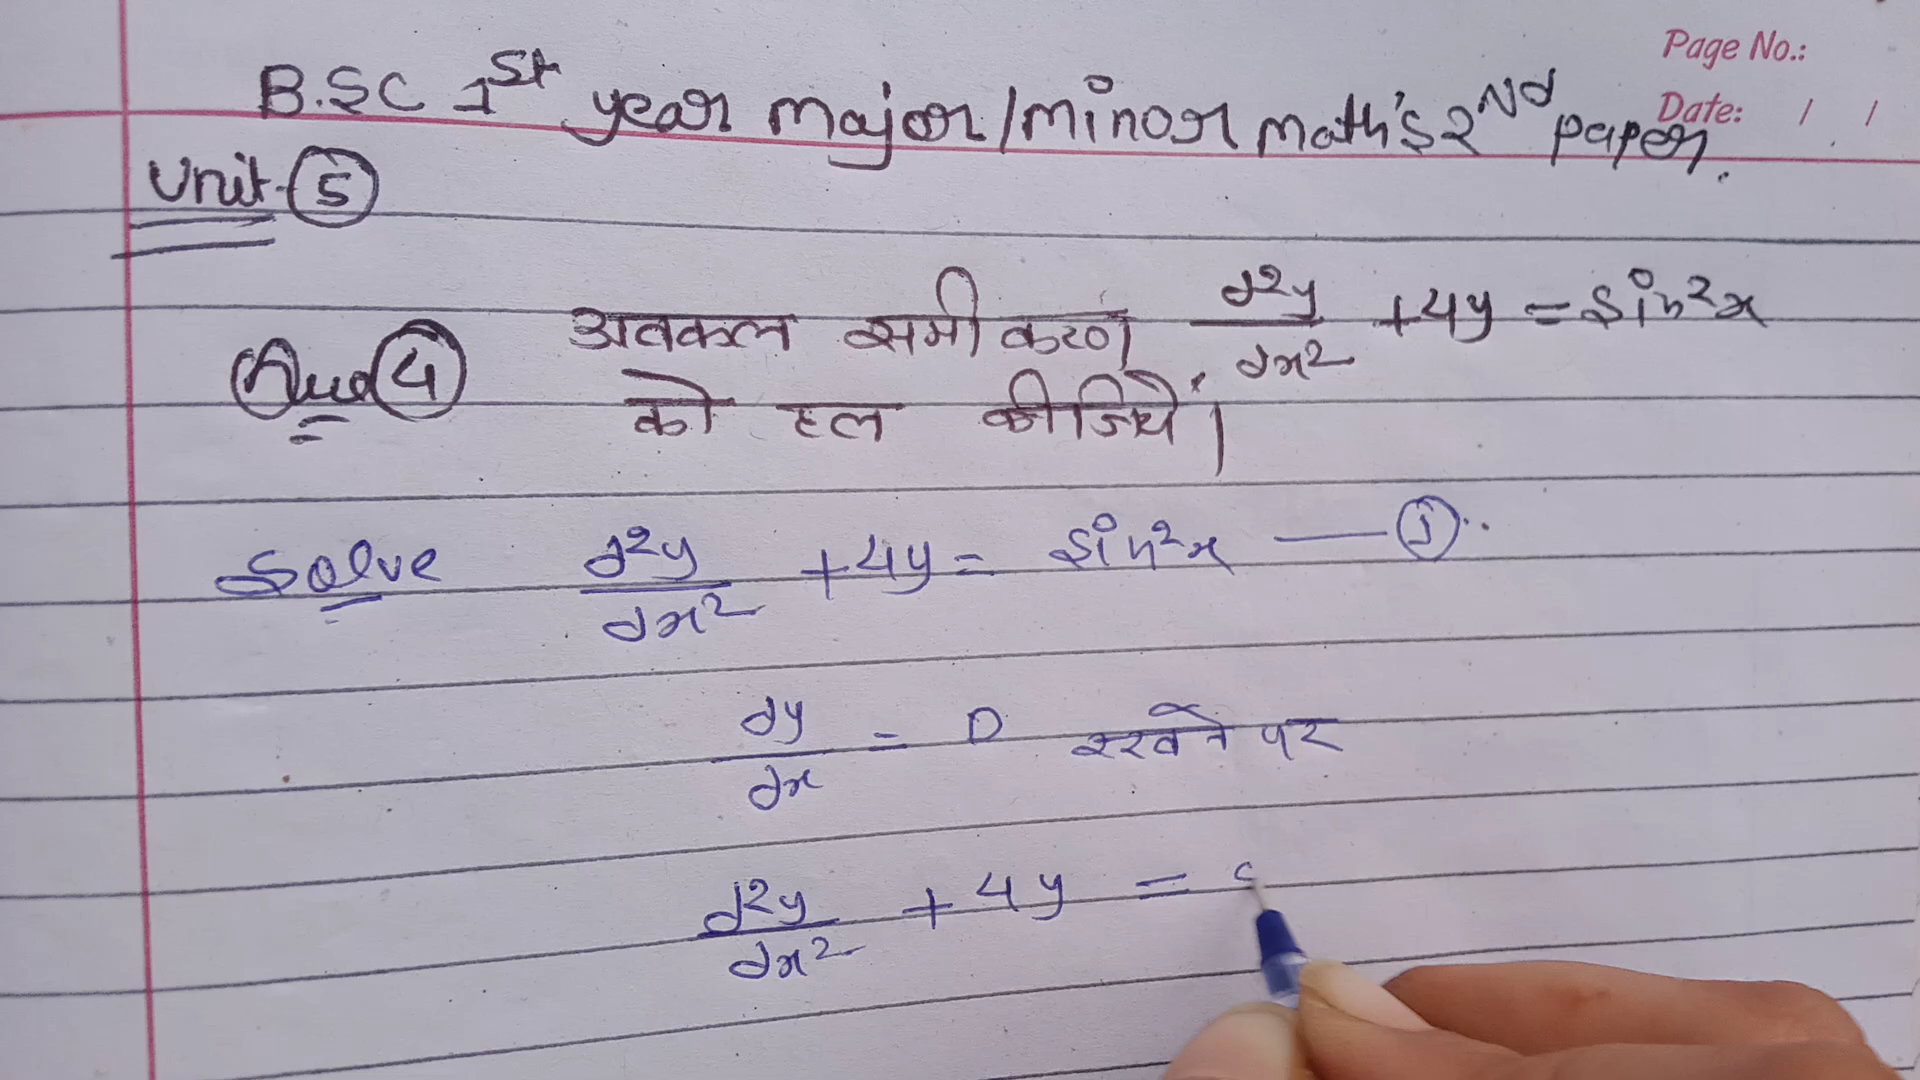 Page No.:
Date: / /
B.SC 1st year major/minor math's 2Nd paper.
Unit-5
Que 4 अवकल समीकरण d²y/dx² +4y = Sin²x
को हल कीजिये।
Solve d²y/dx² +4y = Sin²x — 1
dy/dx = D रखने पर
d²y/dx² + 4y = s